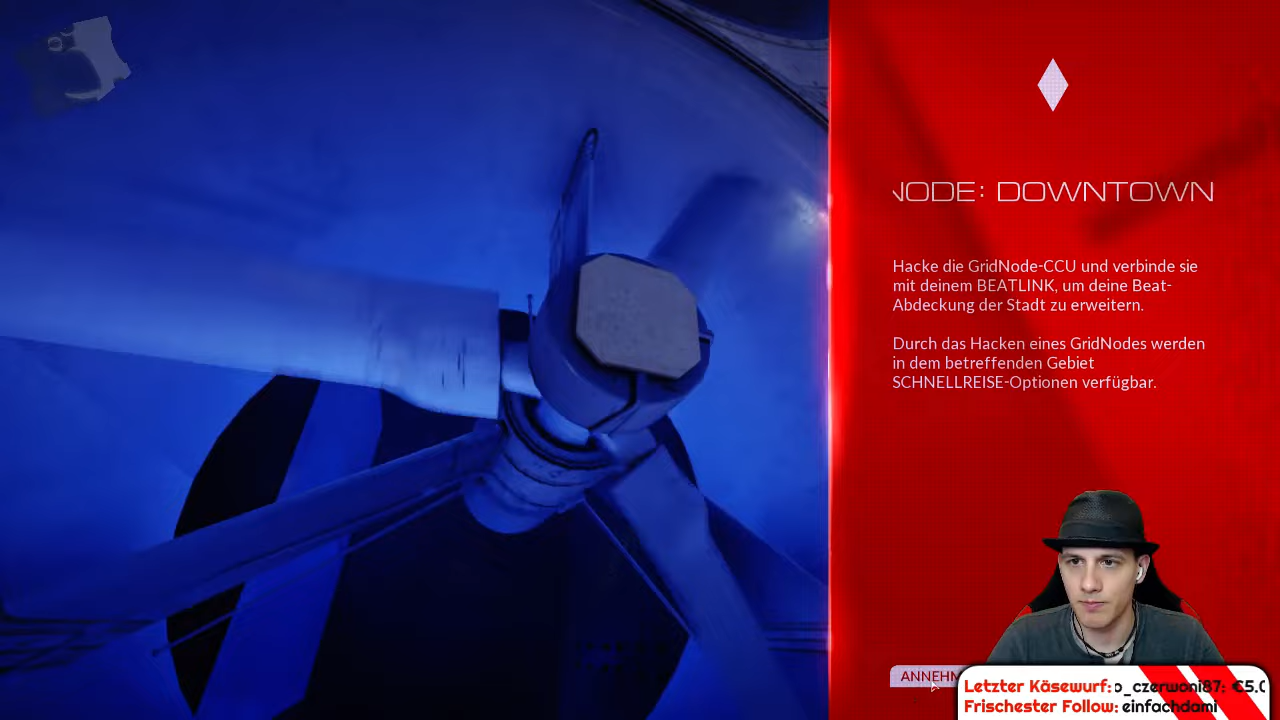 NODE: DOWNTOWN
Hacke die GridNode-CCU und verbinde sie
mit deinem BEATLINK, um deine Beat-
Abdeckung der Stadt zu erweitern.
Durch das Hacken eines GridNodes werden
in dem betreffenden Gebiet
SCHNELLREISE-Optionen verfügbar.
ANNEHM
Letzter Käsewurf: o_czerwoni87: €5.0
Frischester Follow: einfachdami